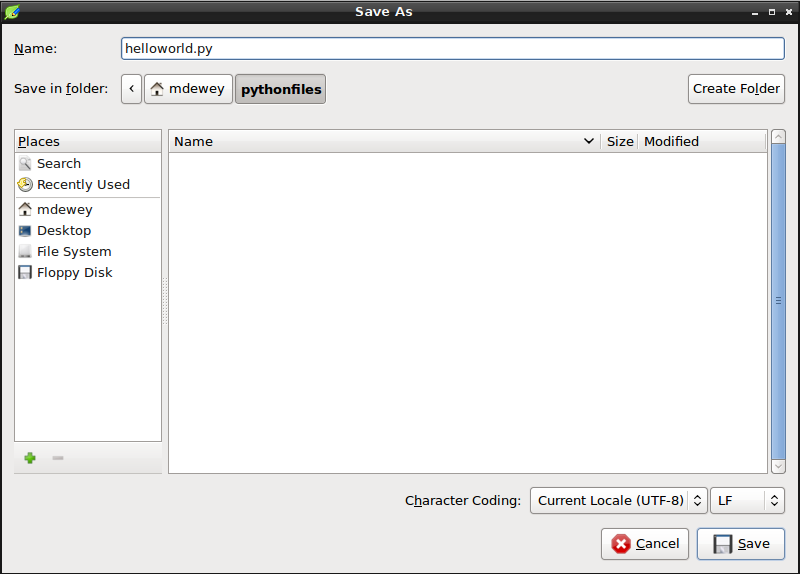 Save As
Name: helloworld.py
Save in folder: mdewey pythonfiles Create Folder
Places Name Size Modified
Search
Recently Used
mdewey
Desktop
File System
Floppy Disk
Character Coding: Current Locale (UTF-8) LF
Cancel Save